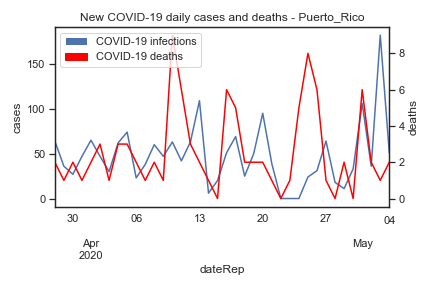 New COVID-19 daily cases and deaths - Puerto_Rico
COVID-19 infections
COVID-19 deaths
cases
150
100
50
0
deaths
8
6
4
2
0
30
06
13
20
27
04
Apr
2020
May
dateRep